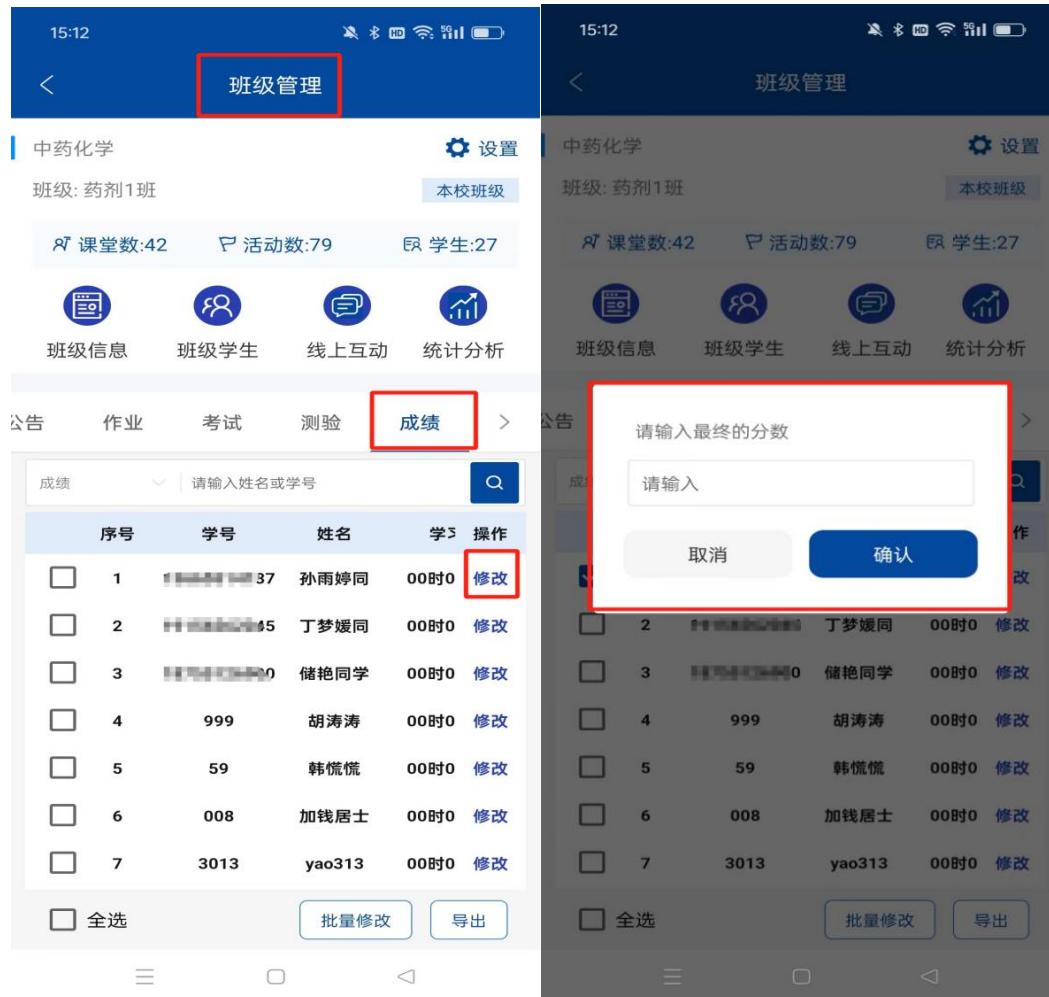 15:12
HD 5G
班级管理
中药化学
设置
班级: 药剂1班
本校班级
课堂数:42 活动数:79 学生:27
班级信息 班级学生 线上互动 统计分析
公告 作业 考试 测验 成绩 >
成绩 请输入姓名或学号
序号 学号 姓名 操作
1 37 孙雨婷同 00时0 修改
2 45 丁梦媛同 00时0 修改
3 0 储艳同学 00时0 修改
4 999 胡涛涛 00时0 修改
5 59 韩慌慌 00时0 修改
6 008 加钱居士 00时0 修改
7 3013 yao313 00时0 修改
全选 批量修改 导出
15:12
HD 5G
班级管理
中药化学
设置
班级: 药剂1班
本校班级
课堂数:42 活动数:79 学生:27
班级信息 班级学生 线上互动 统计分析
公告 >
请输入最终的分数
请输入
取消 确认
作
改
2 丁梦媛同 00时0 修改
3 0 储艳同学 00时0 修改
4 999 胡涛涛 00时0 修改
5 59 韩慌慌 00时0 修改
6 008 加钱居士 00时0 修改
7 3013 yao313 00时0 修改
全选 批量修改 导出